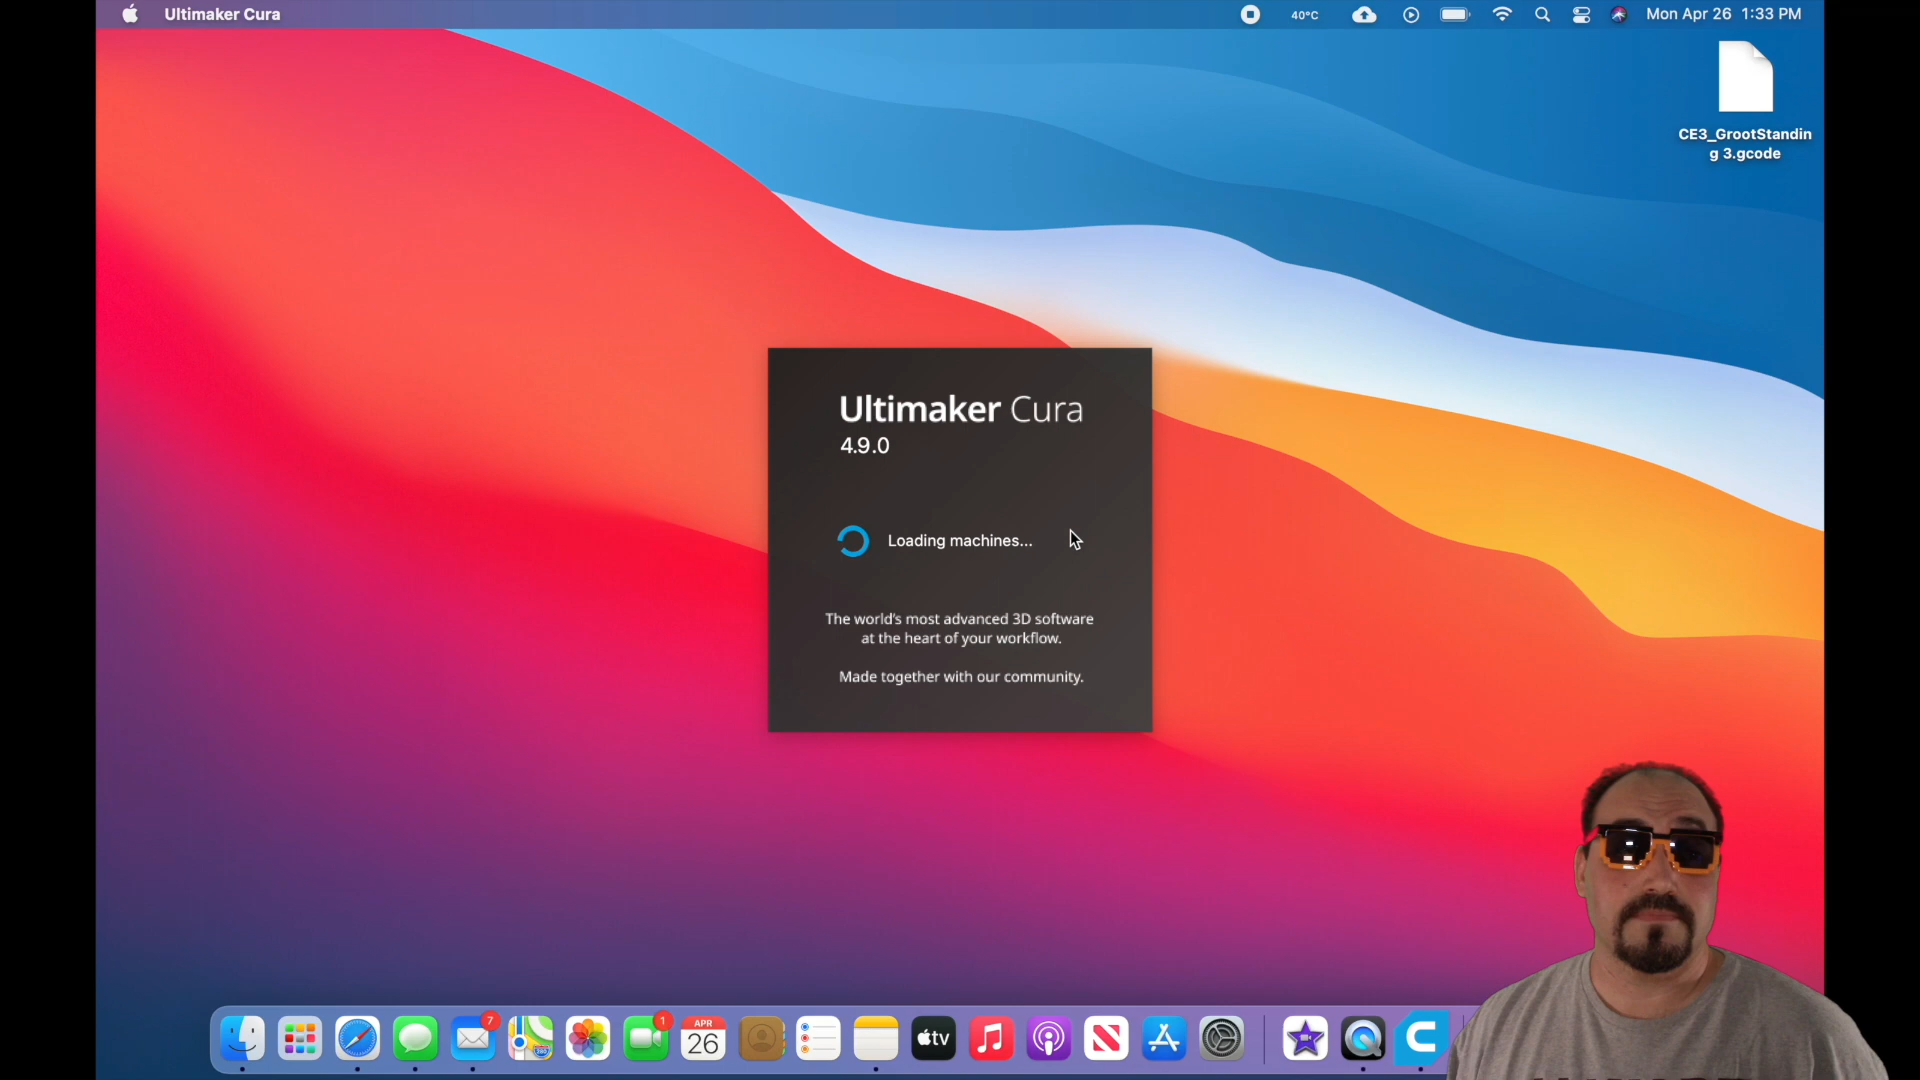 Ultimaker Cura
40°C
Mon Apr 26 1:33 PM
CE3_GrootStandin
g 3.gcode
Ultimaker Cura
4.9.0
Loading machines...
The world's most advanced 3D software
at the heart of your workflow.
Made together with our community.
7
1
APR
26
tv